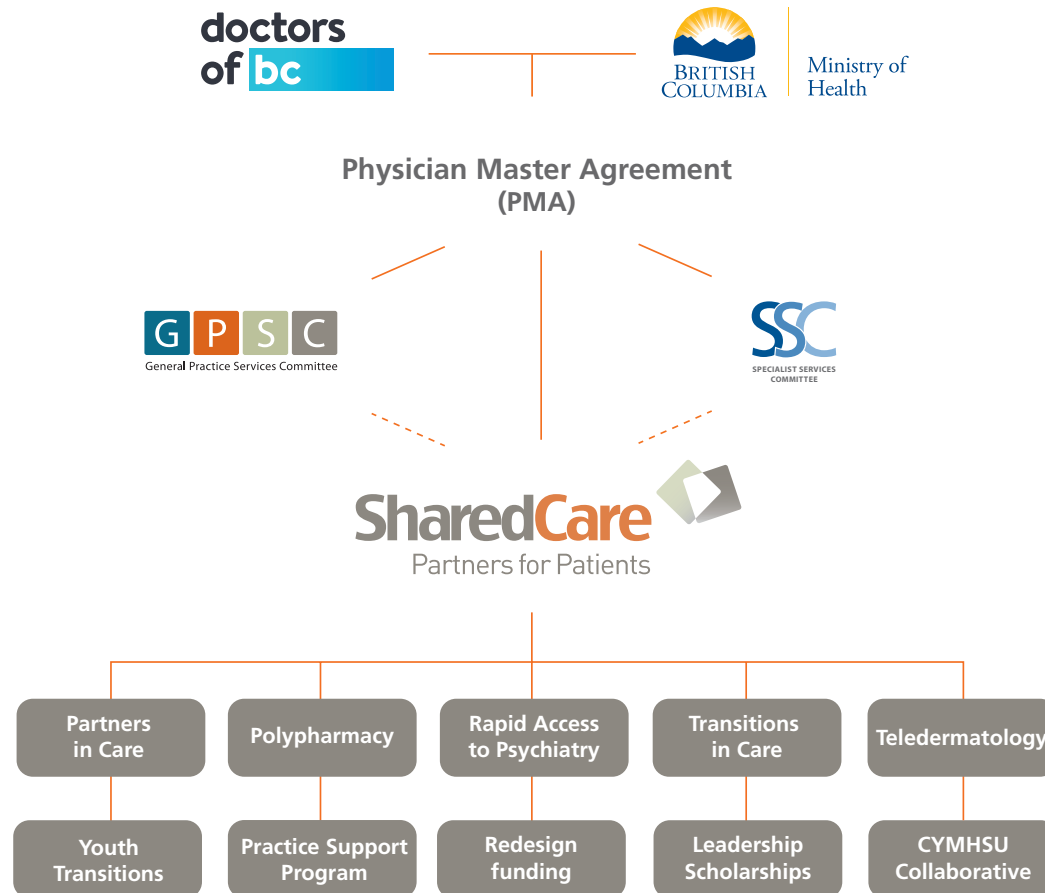 doctors
of bc
BRITISH
COLUMBIA
Ministry of
Health
Physician Master Agreement
(PMA)
G P S C
General Practice Services Committee
SSC
SPECIALIST SERVICES
COMMITTEE
SharedCare
Partners for Patients
Partners
in Care
Polypharmacy
Rapid Access
to Psychiatry
Transitions
in Care
Teledermatology
Youth
Transitions
Practice Support
Program
Redesign
funding
Leadership
Scholarships
CYMHSU
Collaborative